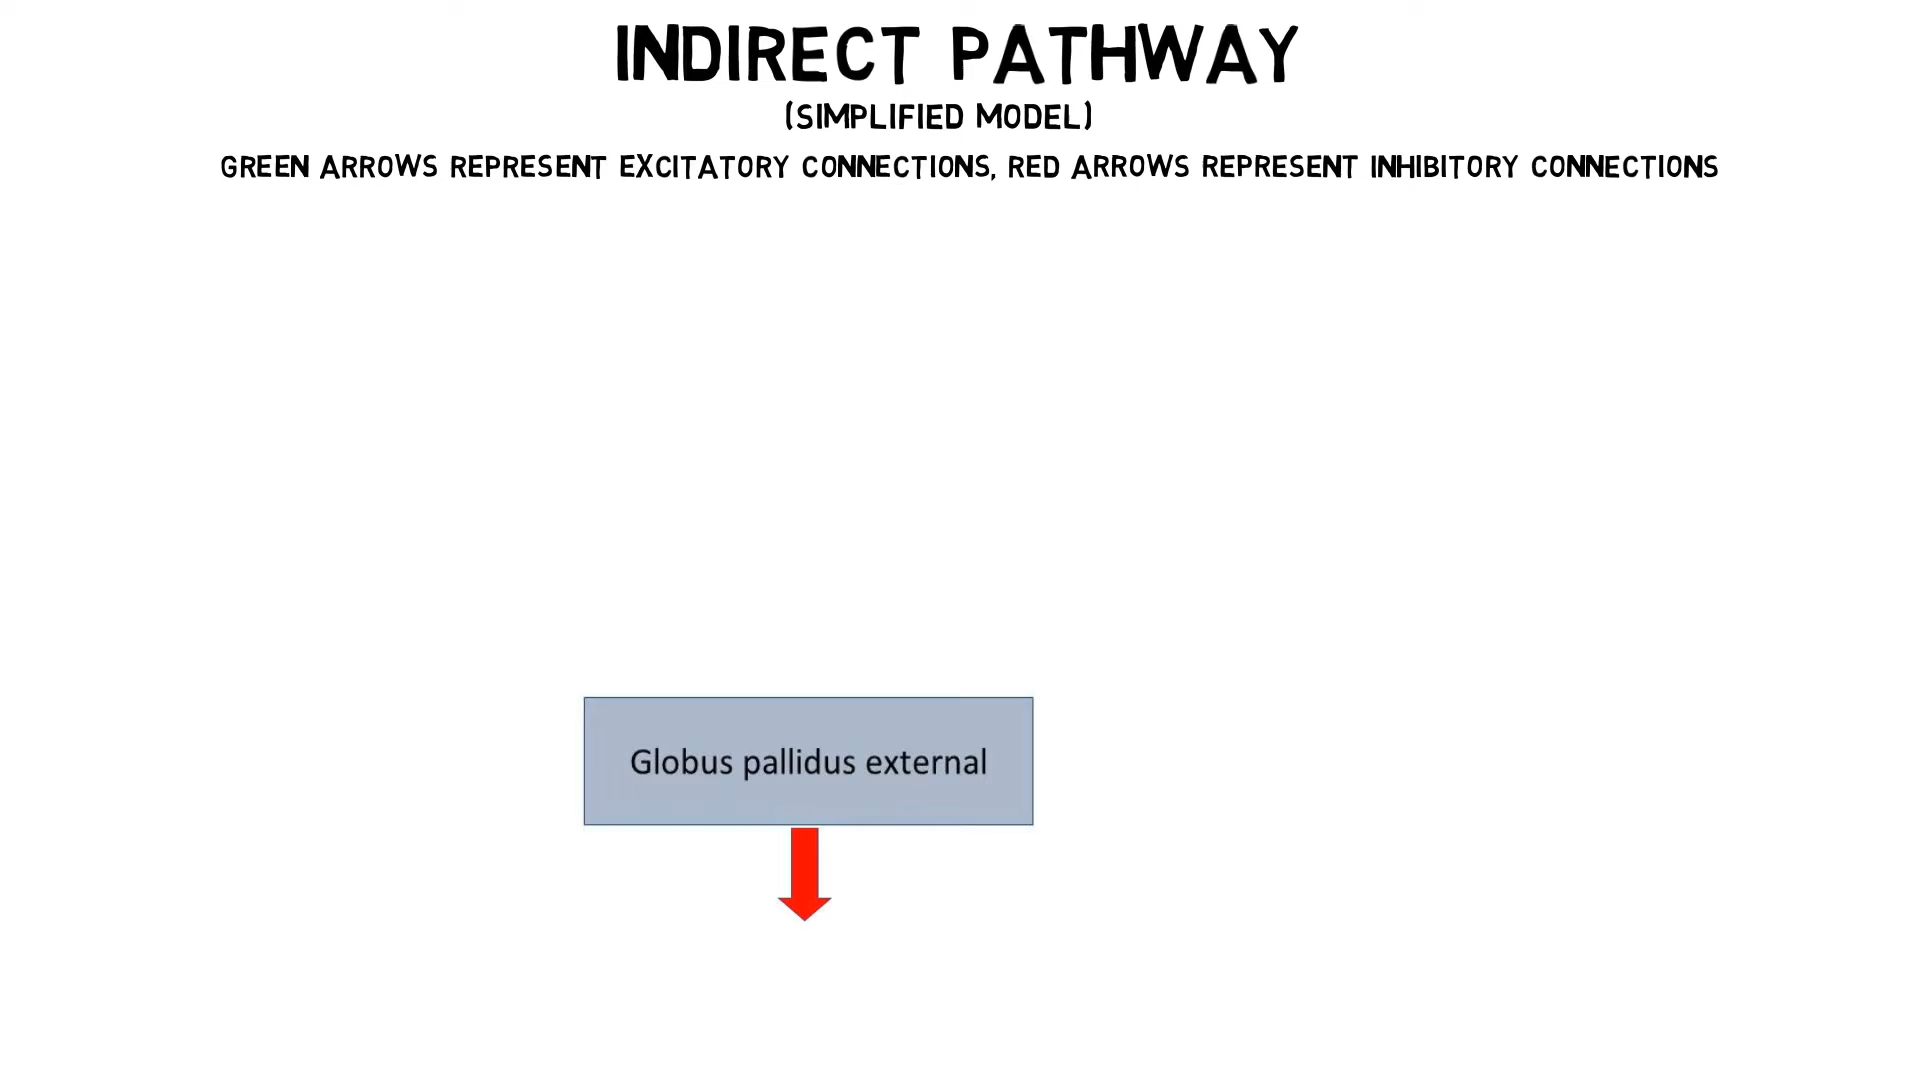 INDIRECT PATHWAY
(SIMPLIFIED MODEL)
GREEN ARROWS REPRESENT EXCITATORY CONNECTIONS, RED ARROWS REPRESENT INHIBITORY CONNECTIONS
Globus pallidus external